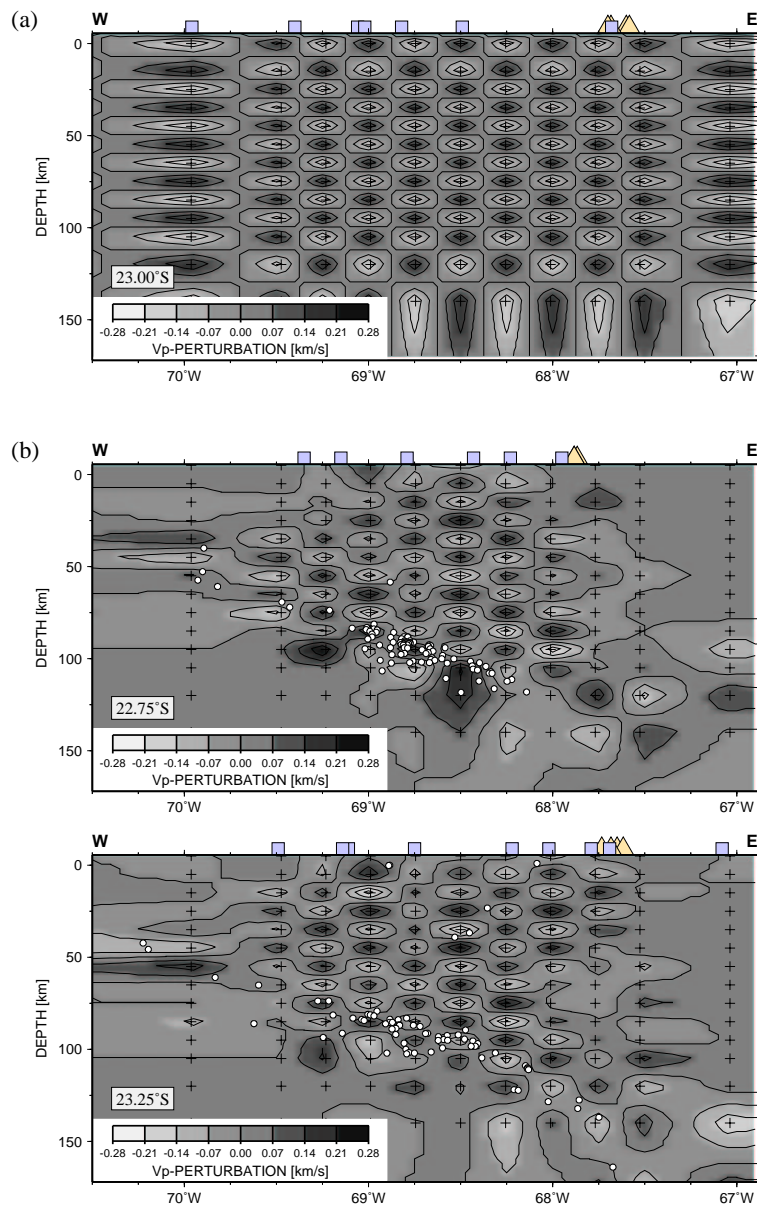 (a)
W E
0
50
100
150
DEPTH [km]
23.00°S
-0.28 -0.21 -0.14 -0.07 0.00 0.07 0.14 0.21 0.28
Vp-PERTURBATION [km/s]
70°W 69°W 68°W 67°W
(b)
W E
0
50
100
150
DEPTH [km]
22.75°S
-0.28 -0.21 -0.14 -0.07 0.00 0.07 0.14 0.21 0.28
Vp-PERTURBATION [km/s]
70°W 69°W 68°W 67°W
W E
0
50
100
150
DEPTH [km]
23.25°S
-0.28 -0.21 -0.14 -0.07 0.00 0.07 0.14 0.21 0.28
Vp-PERTURBATION [km/s]
70°W 69°W 68°W 67°W